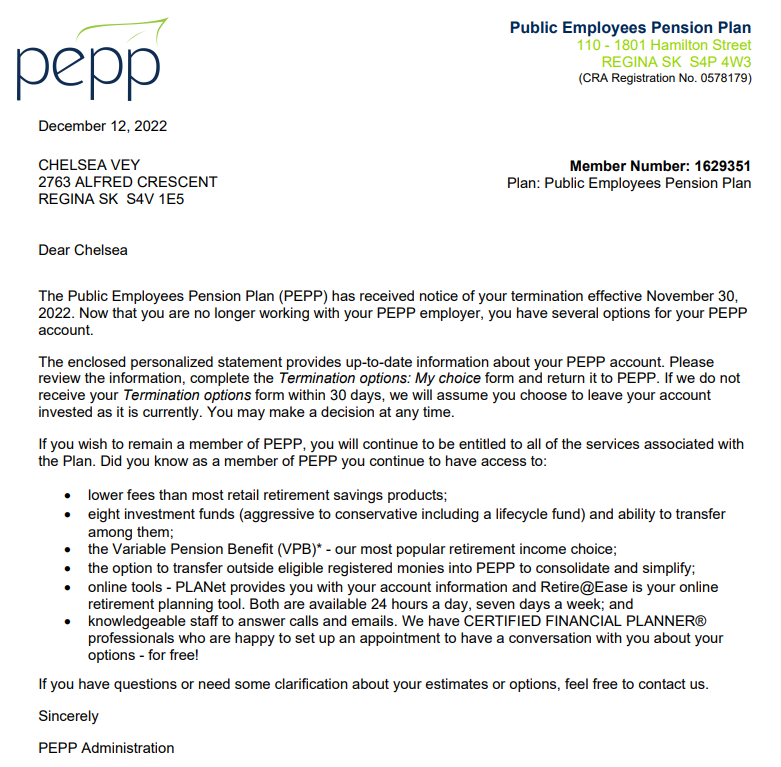 pepp
Public Employees Pension Plan
110 - 1801 Hamilton Street
REGINA SK  S4P 4W3
(CRA Registration No. 0578179)
December 12, 2022
CHELSEA VEY
2763 ALFRED CRESCENT
REGINA SK  S4V 1E5
Member Number: 1629351
Plan: Public Employees Pension Plan
Dear Chelsea
The Public Employees Pension Plan (PEPP) has received notice of your termination effective November 30,
2022. Now that you are no longer working with your PEPP employer, you have several options for your PEPP
account.
The enclosed personalized statement provides up-to-date information about your PEPP account. Please
review the information, complete the Termination options: My choice form and return it to PEPP. If we do not
receive your Termination options form within 30 days, we will assume you choose to leave your account
invested as it is currently. You may make a decision at any time.
If you wish to remain a member of PEPP, you will continue to be entitled to all of the services associated with
the Plan. Did you know as a member of PEPP you continue to have access to:
• lower fees than most retail retirement savings products;
• eight investment funds (aggressive to conservative including a lifecycle fund) and ability to transfer
among them;
• the Variable Pension Benefit (VPB)* - our most popular retirement income choice;
• the option to transfer outside eligible registered monies into PEPP to consolidate and simplify;
• online tools - PLANet provides you with your account information and Retire@Ease is your online
retirement planning tool. Both are available 24 hours a day, seven days a week; and
• knowledgeable staff to answer calls and emails. We have CERTIFIED FINANCIAL PLANNER®
professionals who are happy to set up an appointment to have a conversation with you about your
options - for free!
If you have questions or need some clarification about your estimates or options, feel free to contact us.
Sincerely
PEPP Administration